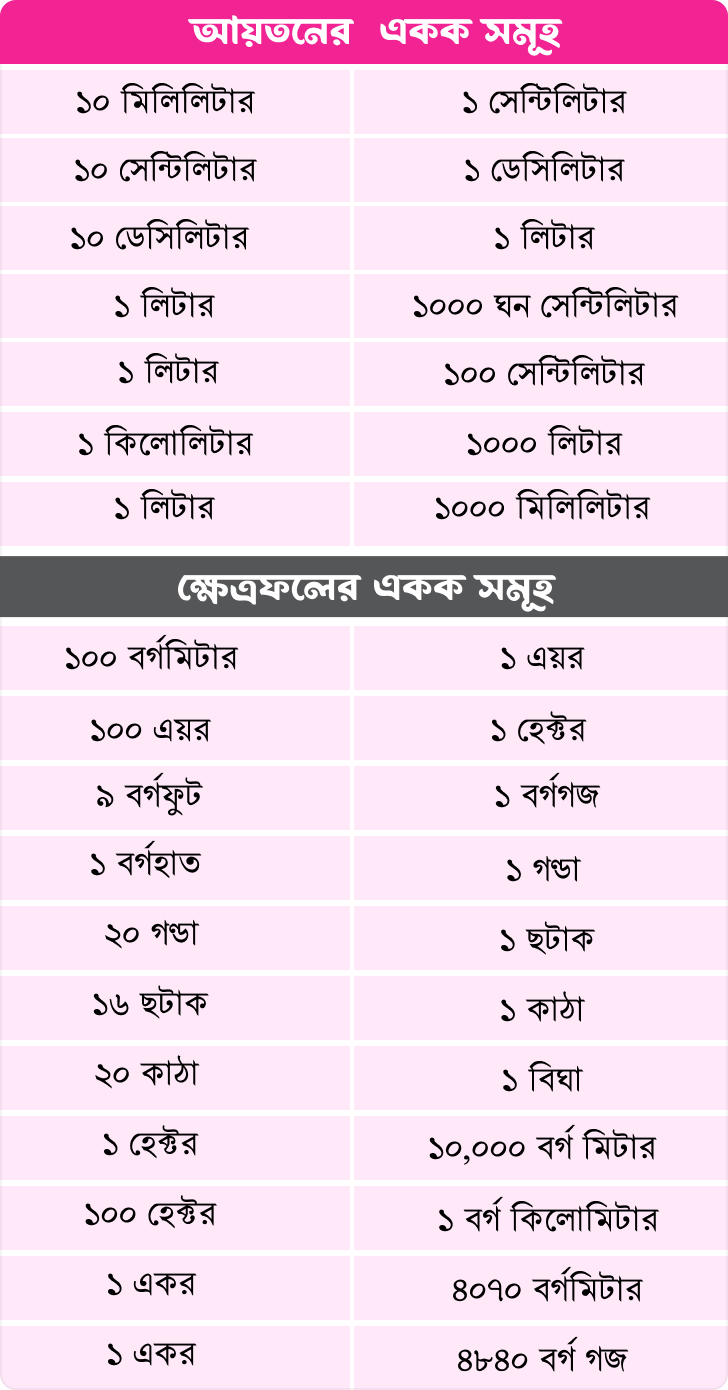 আয়তনের একক সমূহ
১০ মিলিলিটার ১ সেন্টিলিটার
১০ সেন্টিলিটার ১ ডেসিলিটার
১০ ডেসিলিটার ১ লিটার
১ লিটার ১০০০ ঘন সেন্টিলিটার
১ লিটার ১০০ সেন্টিলিটার
১ কিলোলিটার ১০০০ লিটার
১ লিটার ১০০০ মিলিলিটার
ক্ষেত্রফলের একক সমূহ
১০০ বর্গমিটার ১ এয়র
১০০ এয়র ১ হেক্টর
৯ বর্গফুট ১ বর্গগজ
১ বর্গহাত ১ গণ্ডা
২০ গণ্ডা ১ ছটাক
১৬ ছটাক ১ কাঠা
২০ কাঠা ১ বিঘা
১ হেক্টর ১০,০০০ বর্গ মিটার
১০০ হেক্টর ১ বর্গ কিলোমিটার
১ একর ৪০৭০ বর্গমিটার
১ একর ৪৮৪০ বর্গ গজ